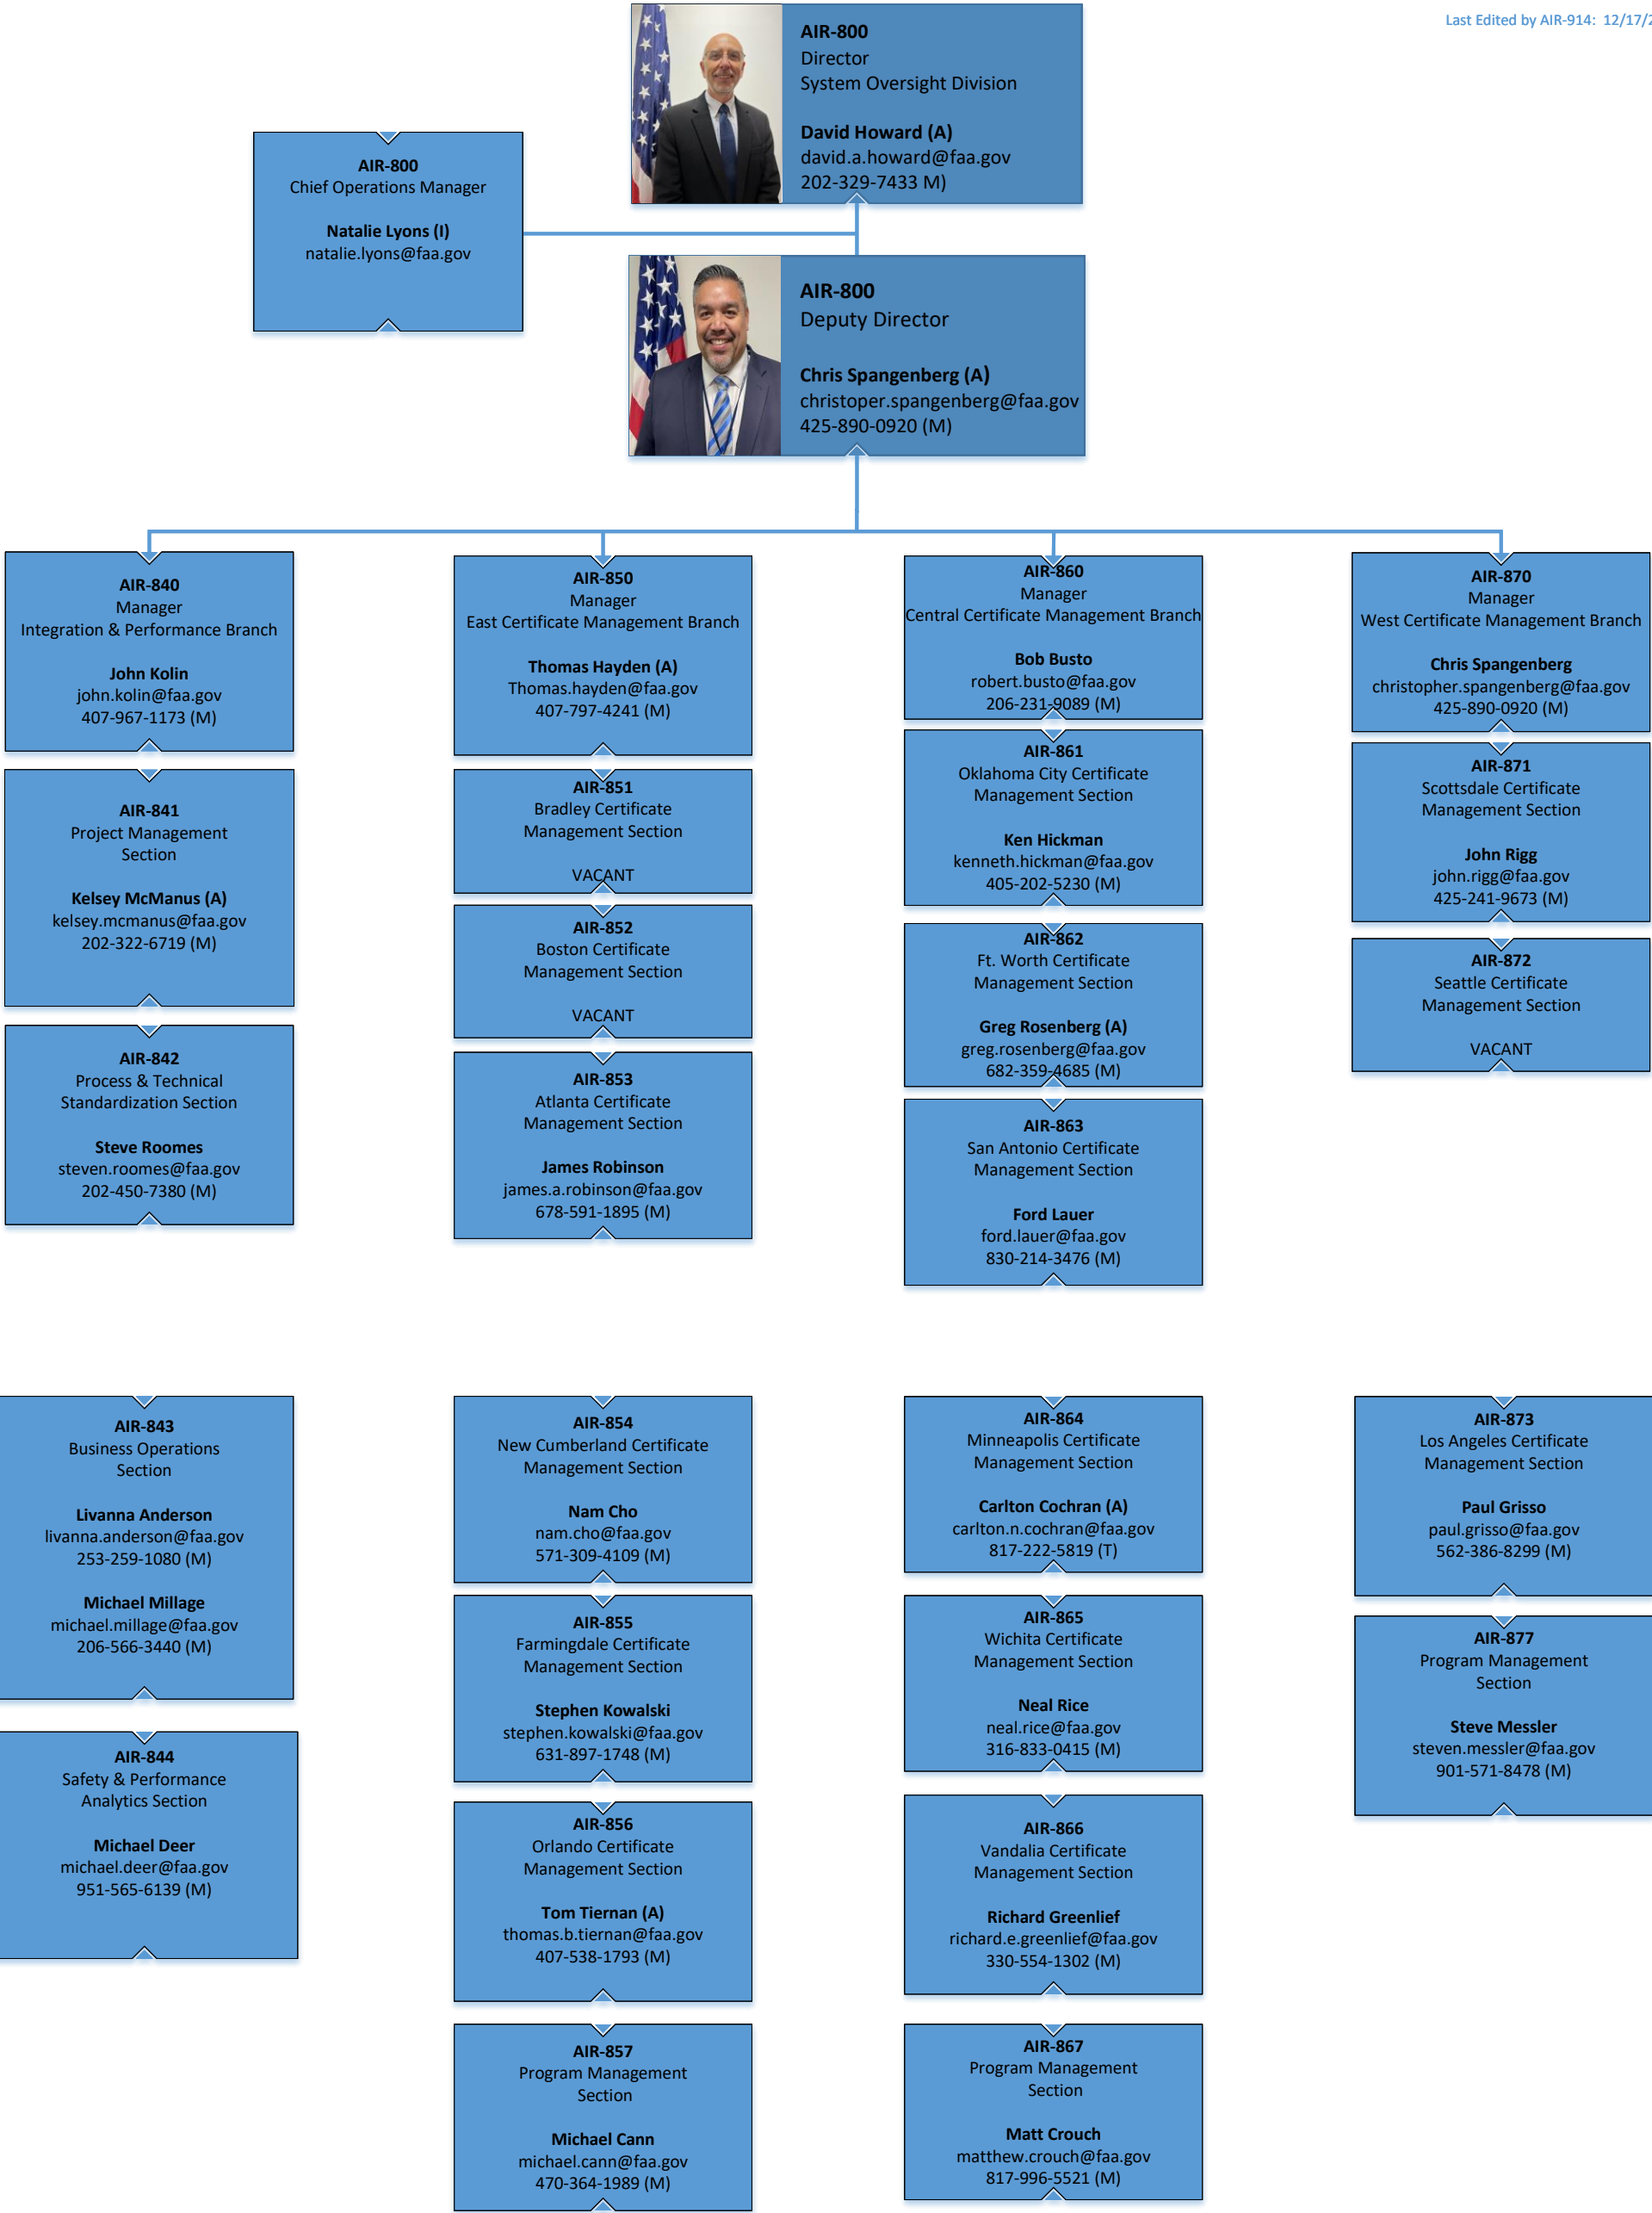 Last Edited by AIR-914: 12/17/2
AIR-800
Director
System Oversight Division
David Howard (A)
david.a.howard@faa.gov
202-329-7433 M)
AIR-800
Chief Operations Manager
Natalie Lyons (I)
natalie.lyons@faa.gov
AIR-800
Deputy Director
Chris Spangenberg (A)
christoper.spangenberg@faa.gov
425-890-0920 (M)
AIR-840
Manager
Integration & Performance Branch
John Kolin
john.kolin@faa.gov
407-967-1173 (M)
AIR-841
Project Management
Section
Kelsey McManus (A)
kelsey.mcmanus@faa.gov
202-322-6719 (M)
AIR-842
Process & Technical
Standardization Section
Steve Roomes
steven.roomes@faa.gov
202-450-7380 (M)
AIR-850
Manager
East Certificate Management Branch
Thomas Hayden (A)
Thomas.hayden@faa.gov
407-797-4241 (M)
AIR-851
Bradley Certificate
Management Section
VACANT
AIR-852
Boston Certificate
Management Section
VACANT
AIR-853
Atlanta Certificate
Management Section
James Robinson
james.a.robinson@faa.gov
678-591-1895 (M)
AIR-860
Manager
Central Certificate Management Branch
Bob Busto
robert.busto@faa.gov
206-231-9089 (M)
AIR-861
Oklahoma City Certificate
Management Section
Ken Hickman
kenneth.hickman@faa.gov
405-202-5230 (M)
AIR-862
Ft. Worth Certificate
Management Section
Greg Rosenberg (A)
greg.rosenberg@faa.gov
682-359-4685 (M)
AIR-863
San Antonio Certificate
Management Section
Ford Lauer
ford.lauer@faa.gov
830-214-3476 (M)
AIR-870
Manager
West Certificate Management Branch
Chris Spangenberg
christopher.spangenberg@faa.gov
425-890-0920 (M)
AIR-871
Scottsdale Certificate
Management Section
John Rigg
john.rigg@faa.gov
425-241-9673 (M)
AIR-872
Seattle Certificate
Management Section
VACANT
AIR-843
Business Operations
Section
Livanna Anderson
livanna.anderson@faa.gov
253-259-1080 (M)
Michael Millage
michael.millage@faa.gov
206-566-3440 (M)
AIR-844
Safety & Performance
Analytics Section
Michael Deer
michael.deer@faa.gov
951-565-6139 (M)
AIR-854
New Cumberland Certificate
Management Section
Nam Cho
nam.cho@faa.gov
571-309-4109 (M)
AIR-855
Farmingdale Certificate
Management Section
Stephen Kowalski
stephen.kowalski@faa.gov
631-897-1748 (M)
AIR-856
Orlando Certificate
Management Section
Tom Tiernan (A)
thomas.b.tiernan@faa.gov
407-538-1793 (M)
AIR-857
Program Management
Section
Michael Cann
michael.cann@faa.gov
470-364-1989 (M)
AIR-864
Minneapolis Certificate
Management Section
Carlton Cochran (A)
carlton.n.cochran@faa.gov
817-222-5819 (T)
AIR-865
Wichita Certificate
Management Section
Neal Rice
neal.rice@faa.gov
316-833-0415 (M)
AIR-866
Vandalia Certificate
Management Section
Richard Greenlief
richard.e.greenlief@faa.gov
330-554-1302 (M)
AIR-867
Program Management
Section
Matt Crouch
matthew.crouch@faa.gov
817-996-5521 (M)
AIR-873
Los Angeles Certificate
Management Section
Paul Grisso
paul.grisso@faa.gov
562-386-8299 (M)
AIR-877
Program Management
Section
Steve Messler
steven.messler@faa.gov
901-571-8478 (M)